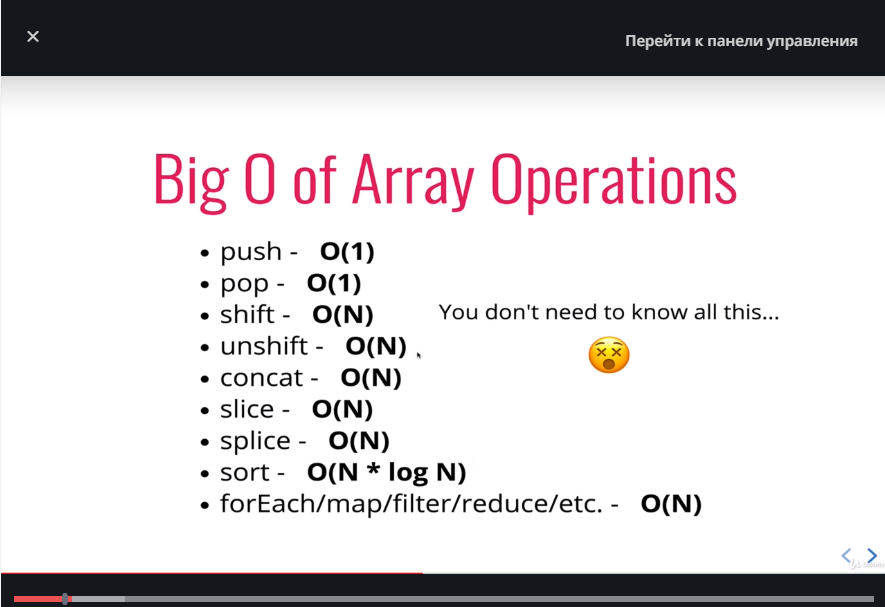 Перейти к панели управления
Big O of Array Operations
• push - O(1)
• pop - O(1)
• shift - O(N)
You don't need to know all this...
• unshift - O(N)
• concat - O(N)
• slice - O(N)
• splice - O(N)
• sort - O(N * log N)
• forEach/map/filter/reduce/etc. - O(N)